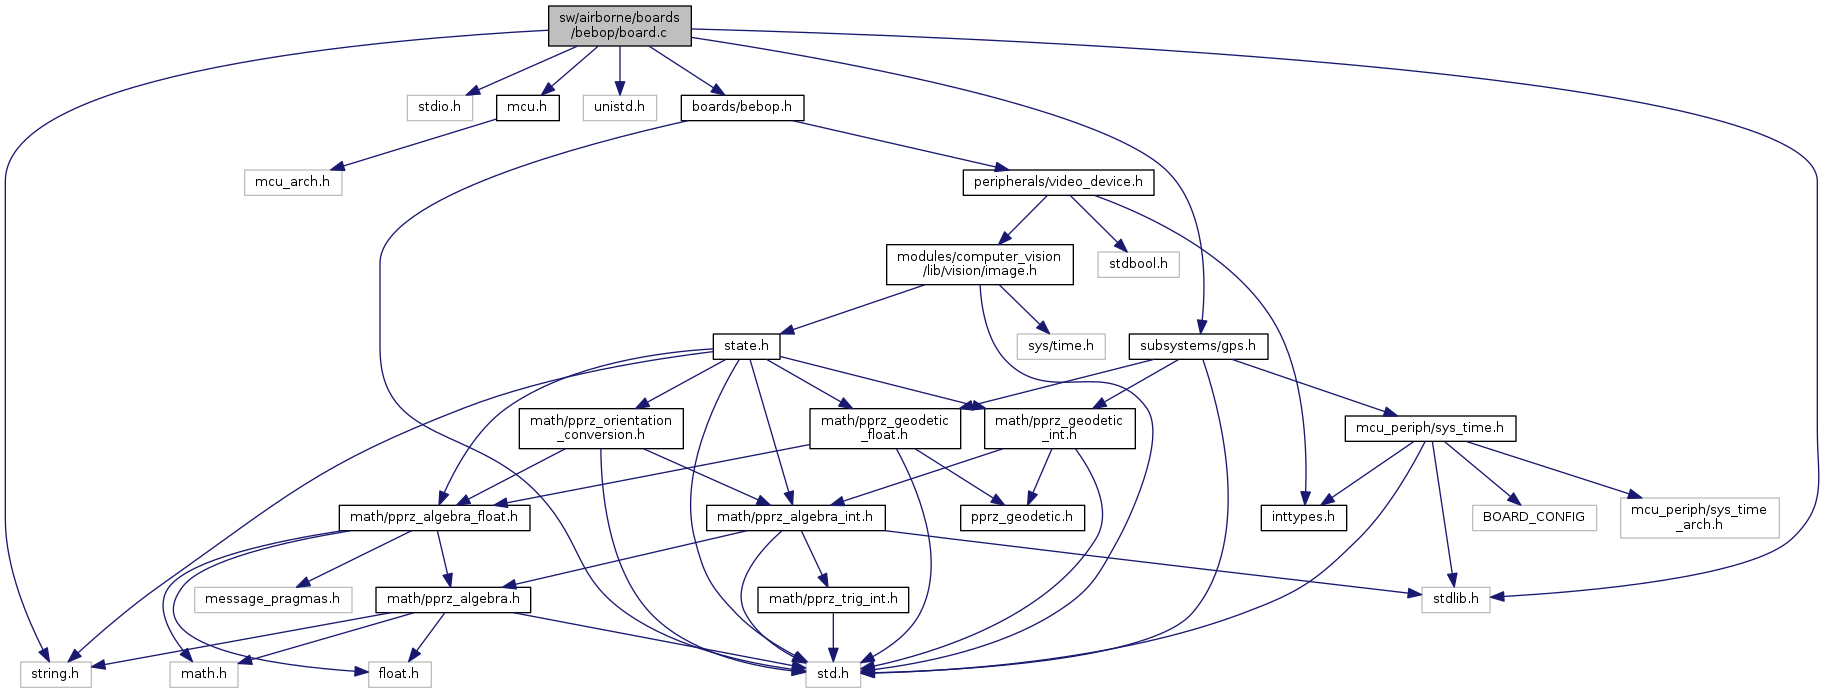 sw/airborne/boards
/bebop/board.c
stdio.h
mcu.h
unistd.h
boards/bebop.h
mcu_arch.h
peripherals/video_device.h
modules/computer_vision
/lib/vision/image.h
stdbool.h
state.h
sys/time.h
subsystems/gps.h
math/pprz_orientation
_conversion.h
math/pprz_geodetic
_float.h
math/pprz_geodetic
_int.h
mcu_periph/sys_time.h
math/pprz_algebra_float.h
math/pprz_algebra_int.h
pprz_geodetic.h
inttypes.h
BOARD_CONFIG
mcu_periph/sys_time
_arch.h
message_pragmas.h
math/pprz_algebra.h
math/pprz_trig_int.h
stdlib.h
string.h
math.h
float.h
std.h